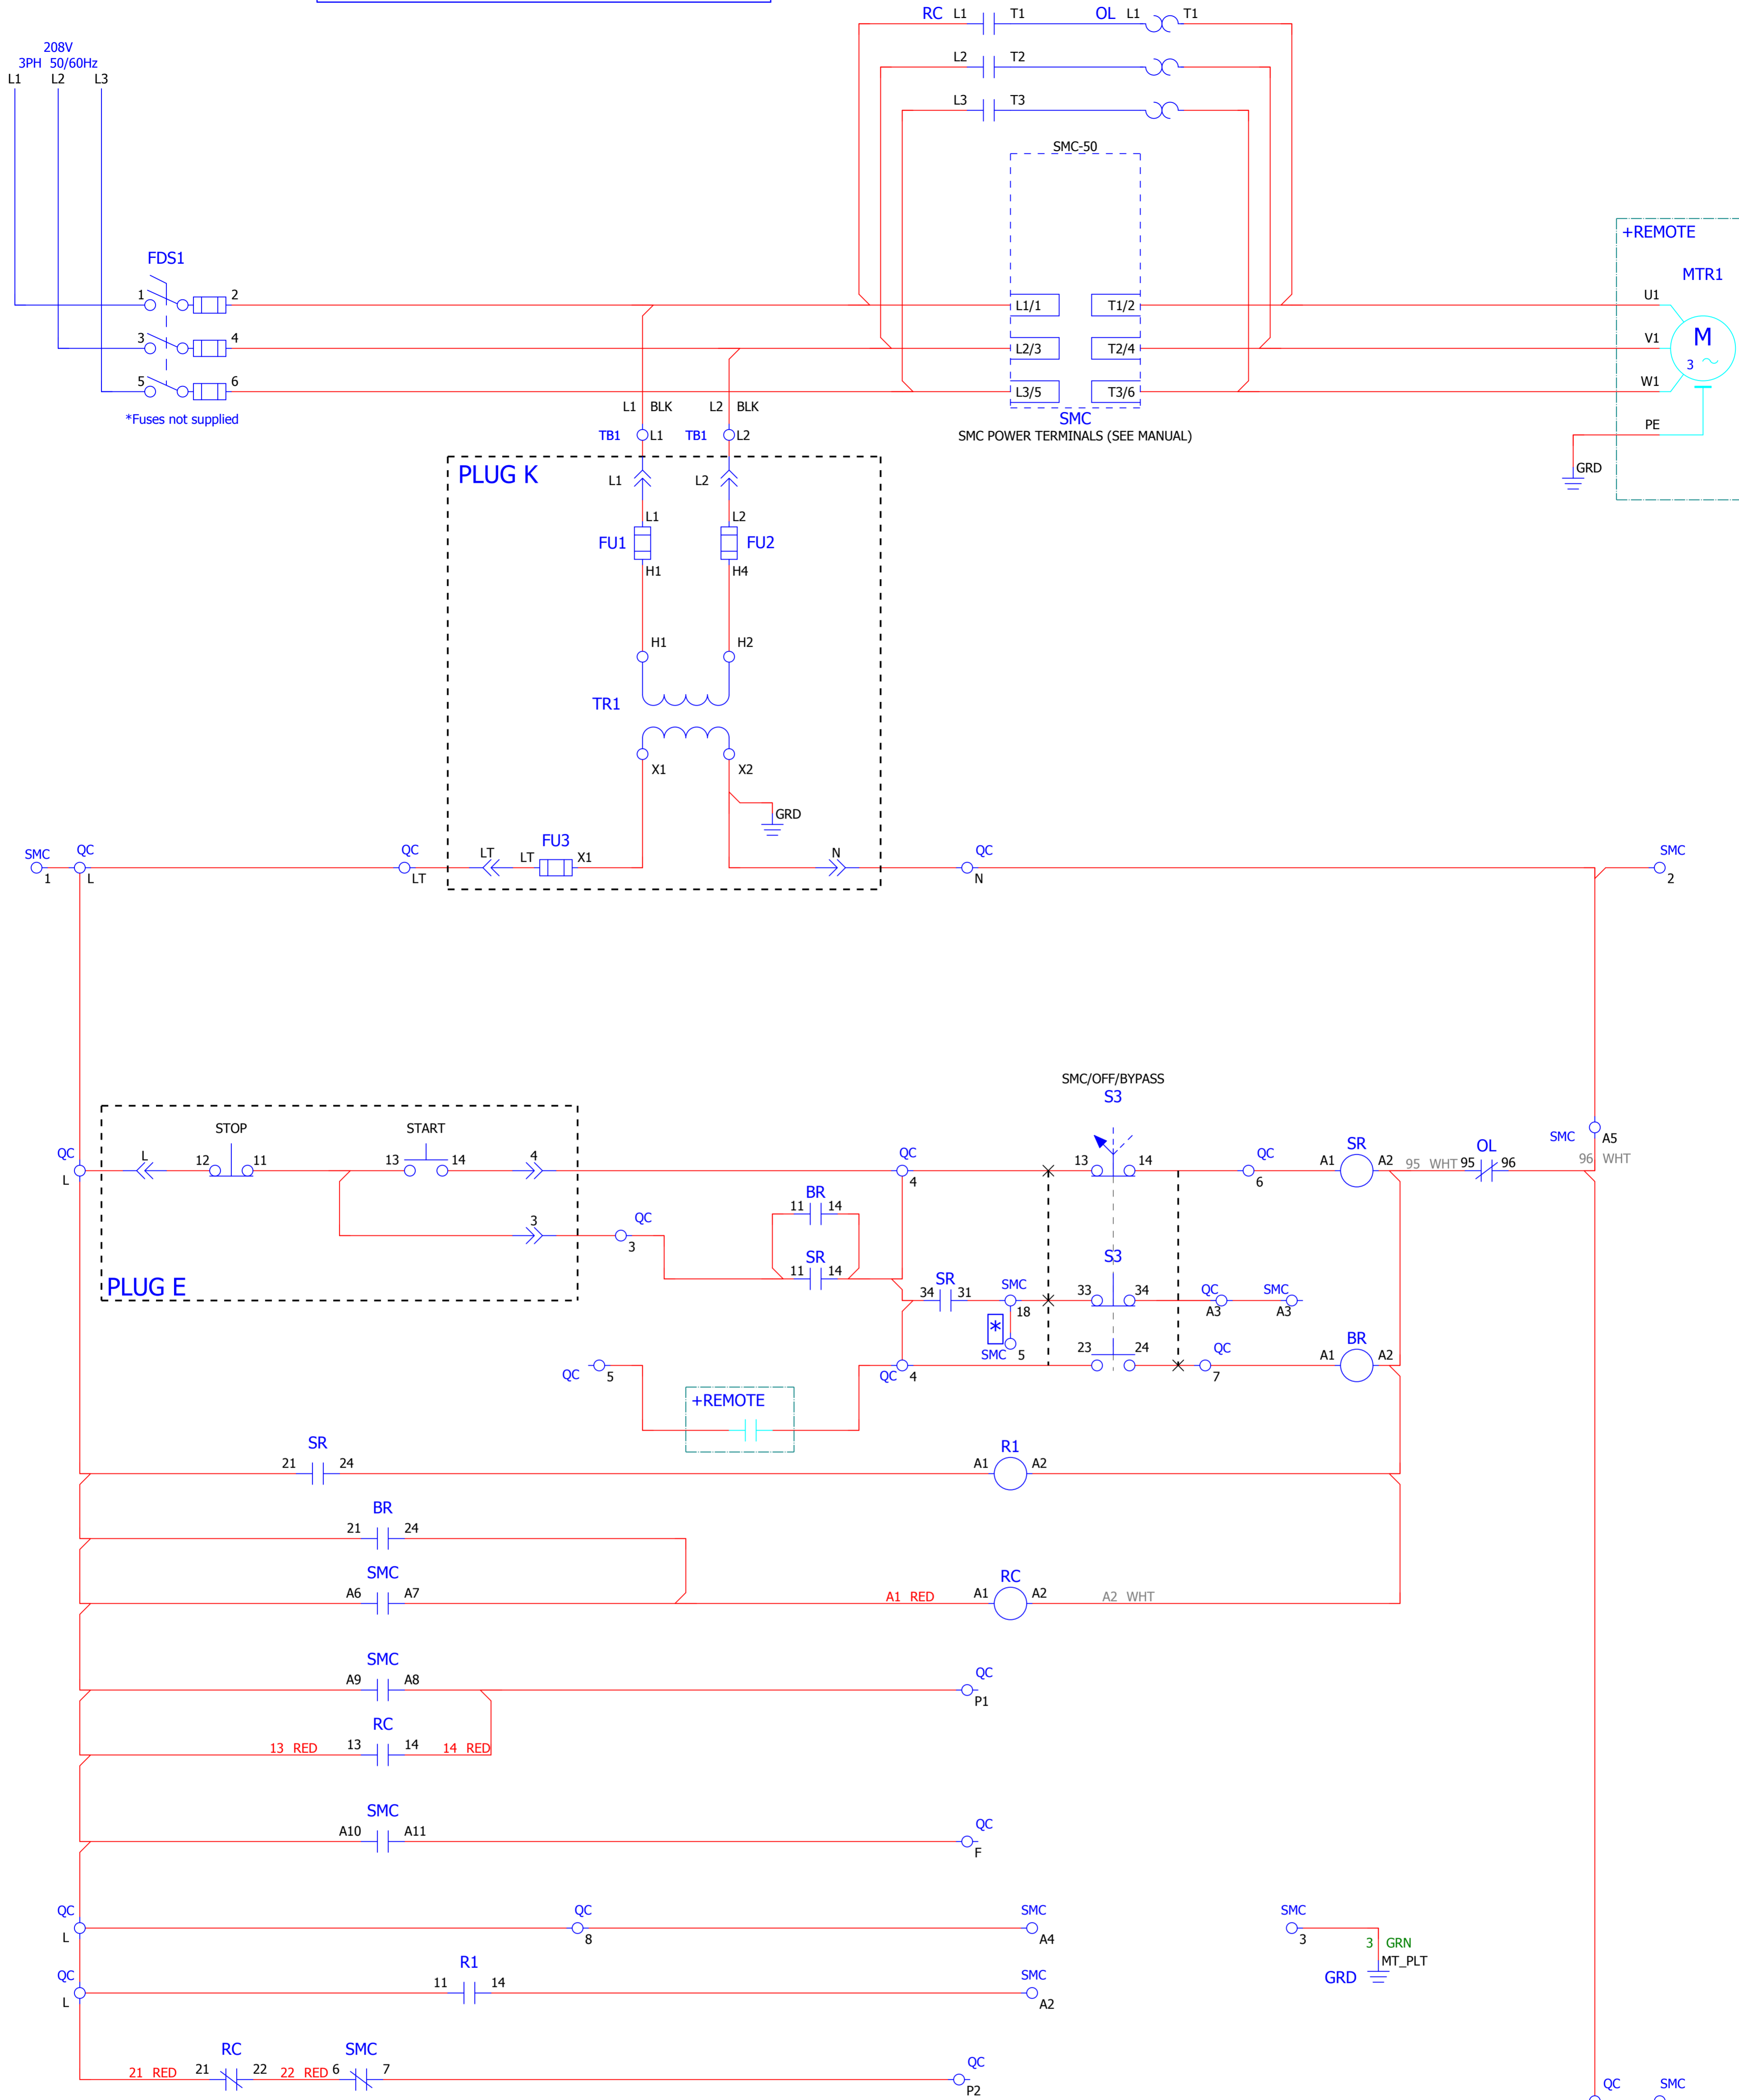 RC L1 T1 OL L1 T1
208V
3PH 50/60Hz
L1 L2 L3
L2 T2
L3 T3
SMC-50
+REMOTE
MTR1
FDS1
1 2 L1/1 T1/2 U1
3 4 L2/3 T2/4 V1 M
3
5 6 L3/5 T3/6 W1
*Fuses not supplied
L1 BLK L2 BLK
SMC
PE
TB1 L1 TB1 L2
SMC POWER TERMINALS (SEE MANUAL)
PLUG K
GRD
L1 L2
L1 L2
FU1 FU2
H1 H4
H1 H2
TR1
X1 X2
GRD
FU3
SMC QC QC LT LT X1 N QC SMC
1 L LT N 2
SMC/OFF/BYPASS
S3
STOP START
SMC A5
QC L 12 11 13 14 4 QC 13 14 QC SR OL
A1 A2 95 WHT 95 96 96 WHT
L 4 6
BR
11 14
3 QC
3
SR
11 14
S3
PLUG E
SR
34 31 SMC 33 34 QC SMC
18 A3 A3
*
SMC 5 23 24 QC BR
A1 A2
QC 5 QC 4 7
+REMOTE
SR R1
21 24 A1 A2
BR
21 24
SMC RC
A6 A7 A1 RED A1 A2 A2 WHT
SMC
A9 A8 QC
P1
RC
13 RED 13 14 14 RED
SMC
A10 A11 QC
F
QC QC SMC SMC
L 8 A4 3
3 GRN
MT_PLT
GRD
QC R1 SMC
L 11 14 A2
RC SMC
21 RED 21 22 22 RED 6 7 QC
P2
QC SMC